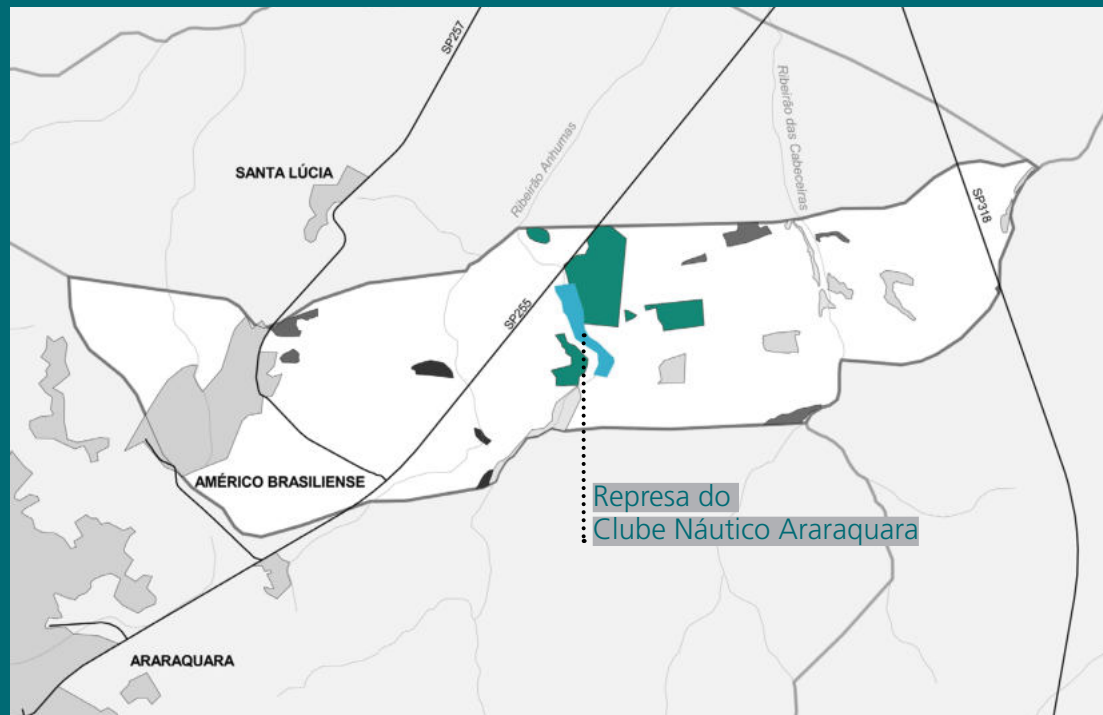 SP257
Ribeirão das Cabeceiras
Ribeirão Anhumas
SANTA LÚCIA
SP318
SP255
AMÉRICO BRASILIENSE
Represa do
Clube Náutico Araraquara
ARARAQUARA